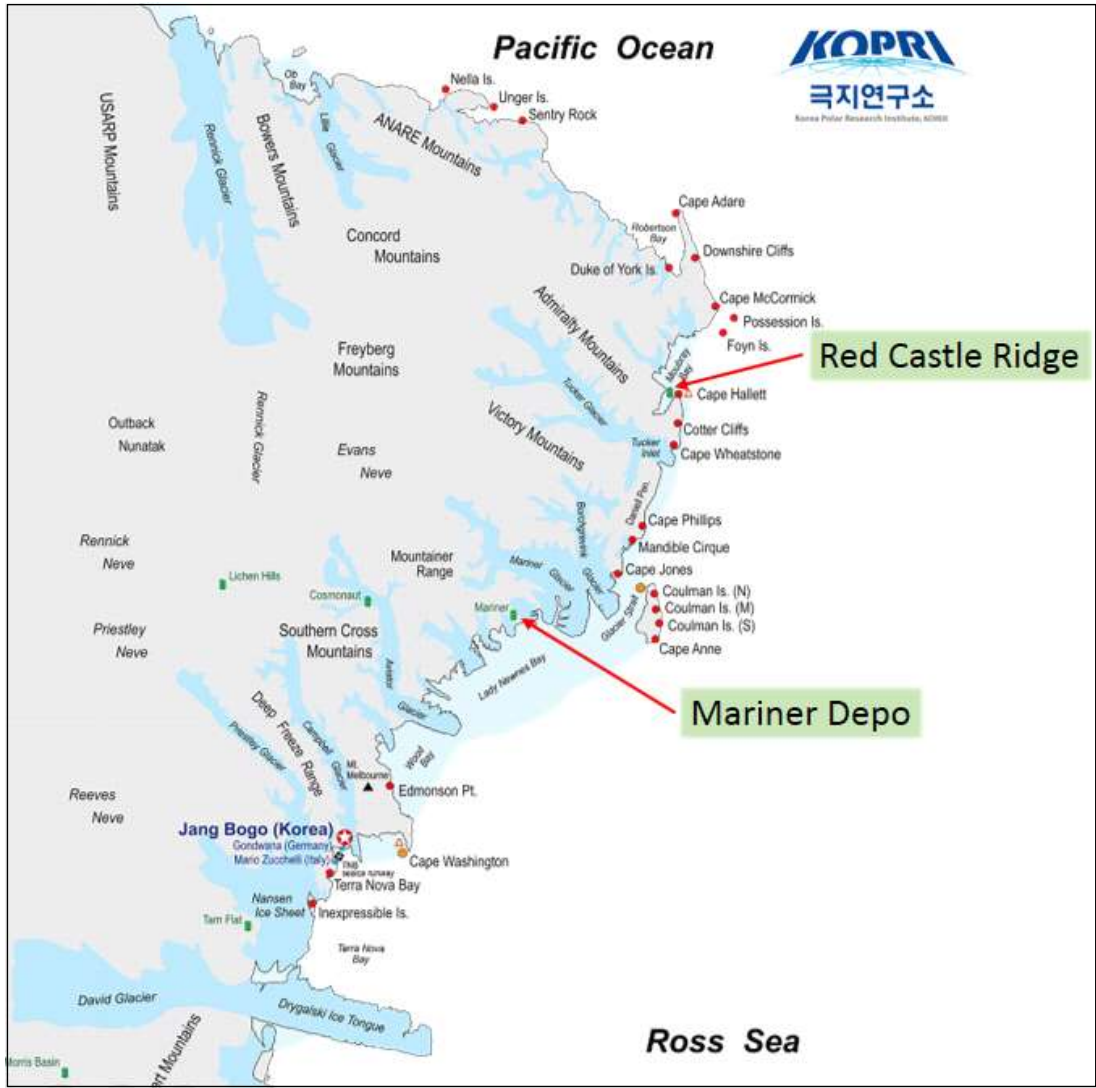 Pacific Ocean
KOPRI
극지연구소
Korea Polar Research Institute, KOPRI
Ob
Bay
Nella Is.
Unger Is.
Sentry Rock
USARP Mountains
Rennick Glacier
Bowers Mountains
Lillie Glacier
ANARE Mountains
Cape Adare
Robertson
Bay
Concord
Mountains
Downshire Cliffs
Duke of York Is.
Admiralty Mountains
Cape McCormick
Possession Is.
Foyn Is.
Freyberg
Mountains
Moubray
Bay
Red Castle Ridge
Tucker Glacier
Cape Hallett
Rennick Glacier
Victory Mountains
Outback
Nunatak
Cotter Cliffs
Evans
Neve
Tucker
Inlet
Cape Wheatstone
Daniell Pen.
Borchgrevink
Glacier
Cape Phillips
Rennick
Neve
Mandible Cirque
Mountainer
Range
Mariner
Glacier
Cape Jones
Lichen Hills
Cosmonaut
Mariner
Coulman Is. (N)
Coulman Is. (M)
Coulman Is. (S)
Glacier Strait
Cape Anne
Priestley
Neve
Southern Cross
Mountains
Aviator
Glacier
Lady Newnes Bay
Mariner Depo
Deep Freeze Range
Priestley Glacier
Campbell
Glacier
Wood
Bay
Mt.
Melbourne
Edmonson Pt.
Reeves
Neve
Jang Bogo (Korea)
Gondwana (Germany)
Mario Zucchelli (Italy)
Cape Washington
TNB
Terra Nova Bay
Nansen
Ice Sheet
Inexpressible Is.
Tarn Flat
Terra Nova
Bay
David Glacier
Drygalski Ice Tongue
Ross Sea
Morris Basin
ert Mountains